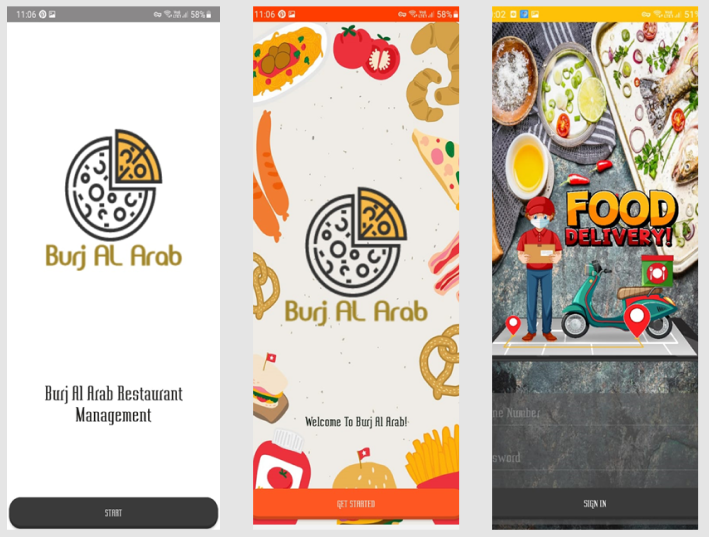 11:06
58%
Burj AL Arab
Burj Al Arab Restaurant
Management
START
11:06
58%
Burj AL Arab
Welcome To Burj Al Arab!
GET STARTED
:02
51%
FOOD
DELIVERY!
ne Number
sword
SIGN IN